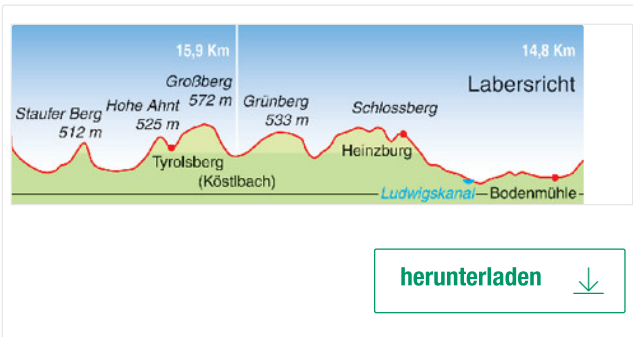 15,9 Km
14,8 Km
Großberg
572 m
Labersricht
Staufer Berg
512 m
Hohe Ahnt
525 m
Grünberg
533 m
Schlossberg
Tyrolsberg
(Köstlbach)
Heinzburg
Ludwigskanal
Bodenmühle
herunterladen